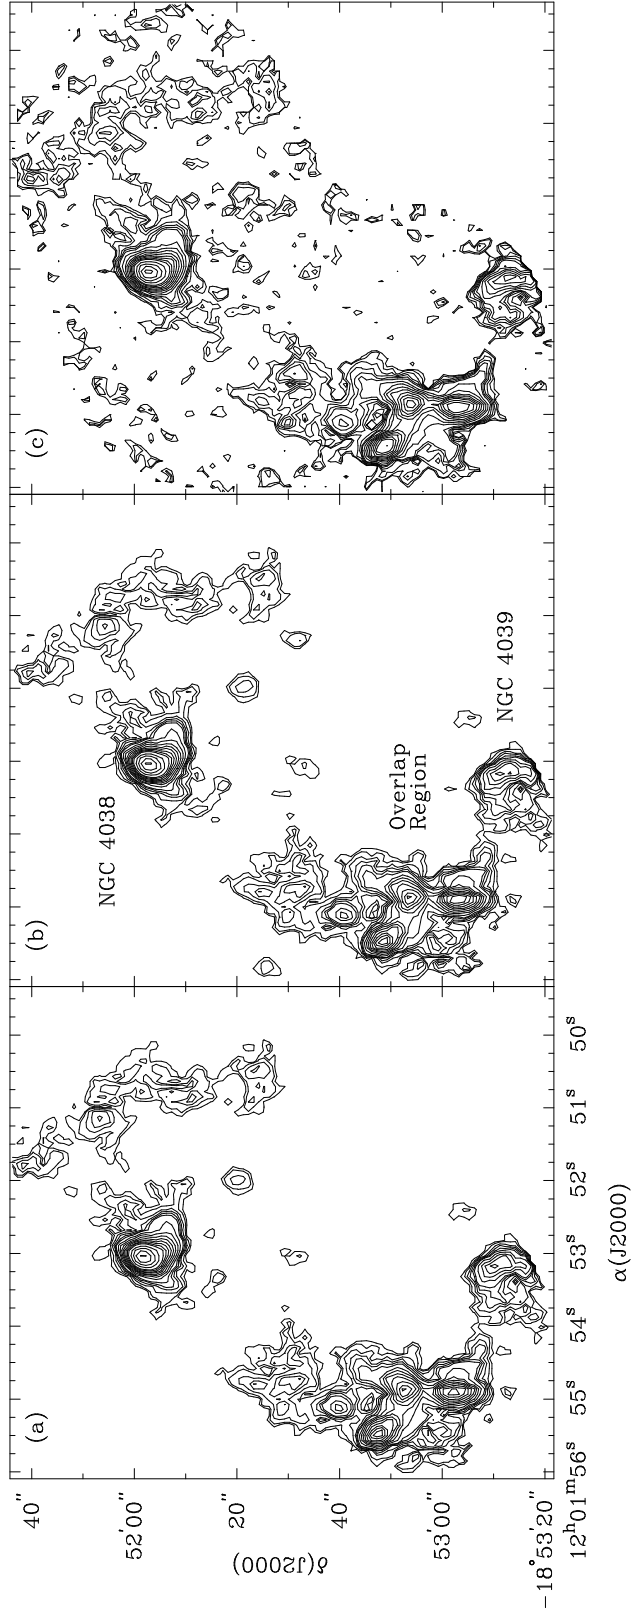 (a)
(b)
(c)
NGC 4038
Overlap
Region
NGC 4039
40″
52′00″
20″
40″
53′00″
−18°53′20″
δ(J2000)
12ʰ01ᵐ56ˢ
55ˢ
54ˢ
53ˢ
52ˢ
51ˢ
50ˢ
α(J2000)